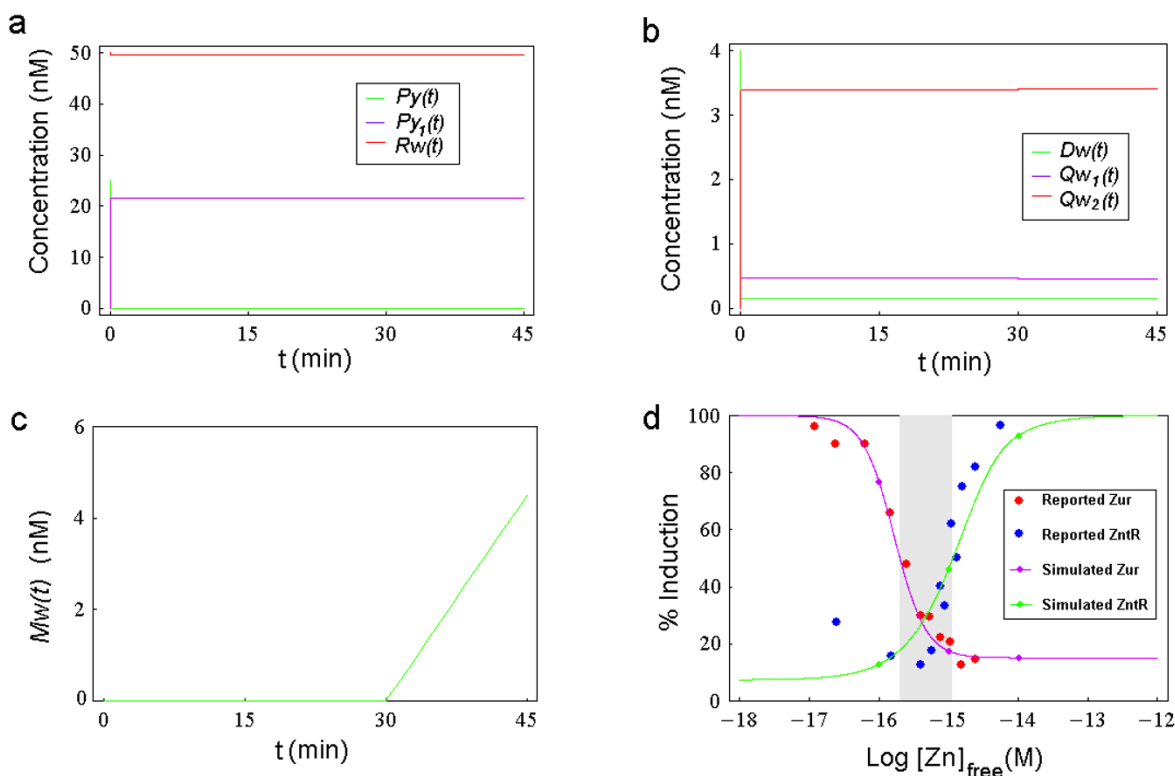 a
Concentration (nM)
50
40
30
20
10
0
Py(t)
Py1(t)
Rw(t)
0 15 30 45
t (min)
b
Concentration (nM)
4
3
2
1
0
Dw(t)
Qw1(t)
Qw2(t)
0 15 30 45
t (min)
c
Mw(t) (nM)
6
4
2
0
0 15 30 45
t (min)
d
% Induction
100
80
60
40
20
0
Reported Zur
Reported ZntR
Simulated Zur
Simulated ZntR
−18 −17 −16 −15 −14 −13 −12
Log [Zn]free(M)